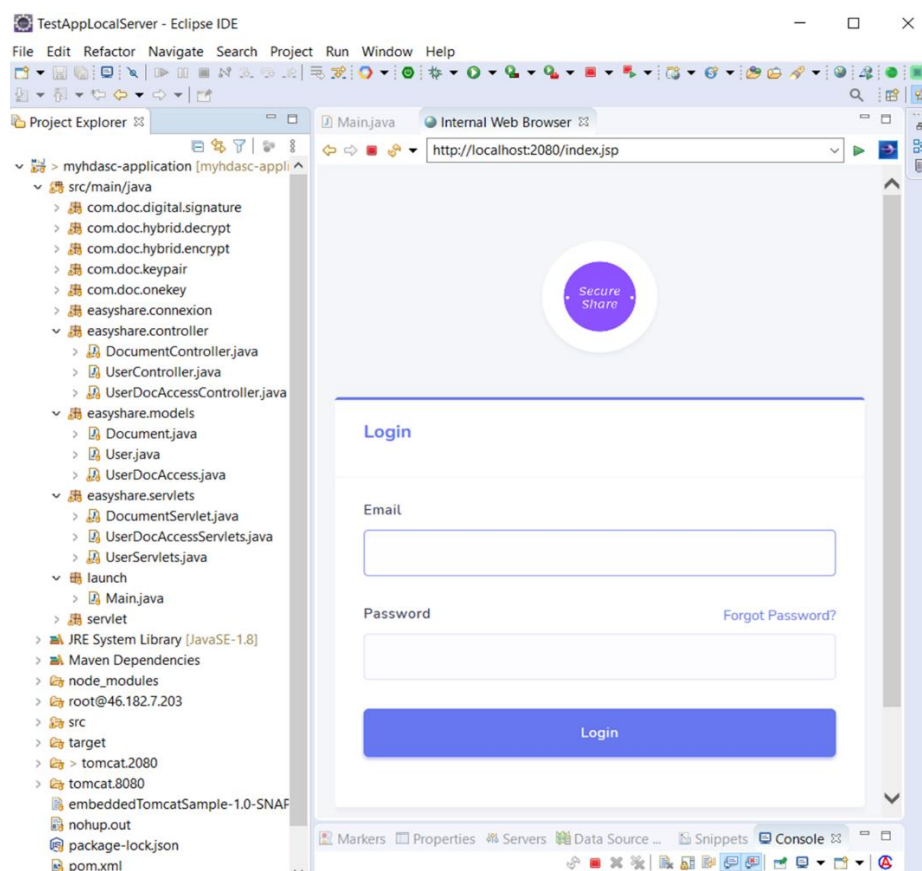 TestAppLocalServer - Eclipse IDE
File Edit Refactor Navigate Search Project Run Window Help
Project Explorer
> myhdasc-application [myhdasc-appli
src/main/java
com.doc.digital.signature
com.doc.hybrid.decrypt
com.doc.hybrid.encrypt
com.doc.keypair
com.doc.onekey
easyshare.connexion
easyshare.controller
DocumentController.java
UserController.java
UserDocAccessController.java
easyshare.models
Document.java
User.java
UserDocAccess.java
easyshare.servlets
DocumentServlet.java
UserDocAccessServlets.java
UserServlets.java
launch
Main.java
servlet
JRE System Library [JavaSE-1.8]
Maven Dependencies
node_modules
root@46.182.7.203
src
target
> tomcat.2080
tomcat.8080
embeddedTomcatSample-1.0-SNAP
nohup.out
package-lock.json
pom.xml
Main.java Internal Web Browser
http://localhost:2080/index.jsp
Secure
Share
Login
Email
Password Forgot Password?
Login
Markers Properties Servers Data Source ... Snippets Console